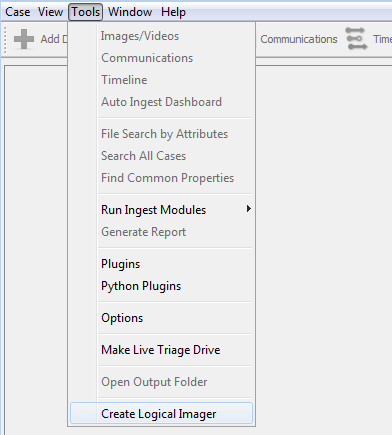 Case View Tools Window Help
Add D
Communications
Time
Images/Videos
Communications
Timeline
Auto Ingest Dashboard
File Search by Attributes
Search All Cases
Find Common Properties
Run Ingest Modules
Generate Report
Plugins
Python Plugins
Options
Make Live Triage Drive
Open Output Folder
Create Logical Imager